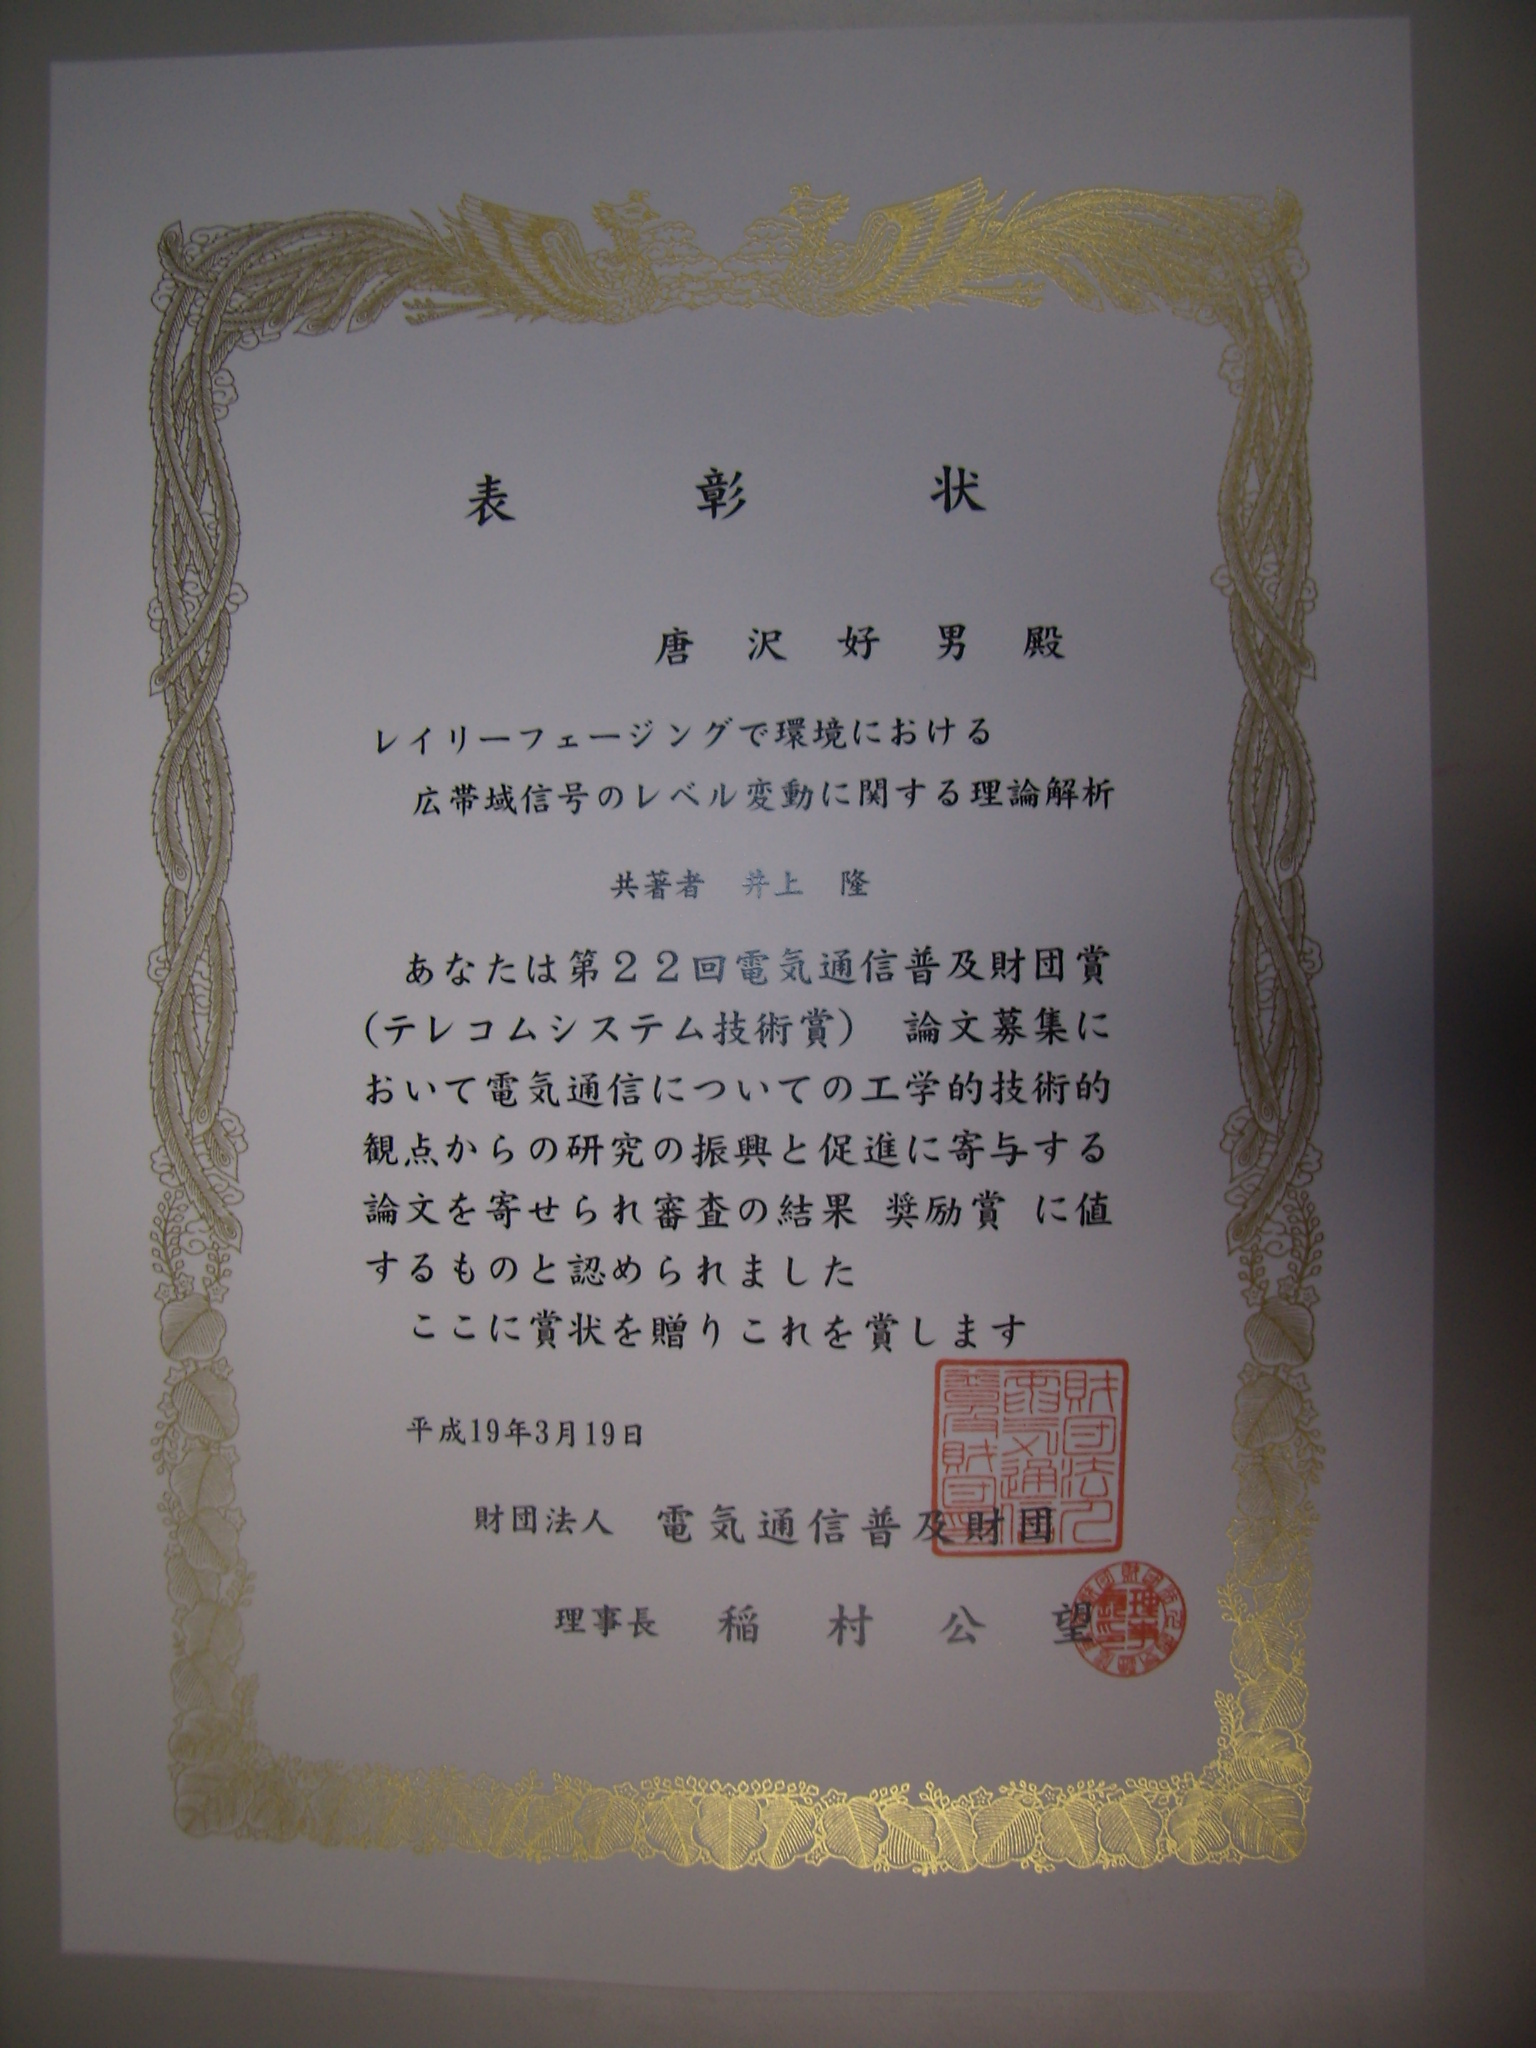 表彰状
唐沢好男殿
レイリーフェージングで環境における
広帯域信号のレベル変動に関する理論解析
共著者 井上 隆
あなたは第22回電気通信普及財団賞
(テレコムシステム技術賞) 論文募集に
おいて電気通信についての工学的技術的
観点からの研究の振興と促進に寄与する
論文を寄せられ審査の結果 奨励賞 に値
するものと認められました
ここに賞状を贈りこれを賞します
平成19年3月19日
財団法人 電気通信普及財団
理事長 稲村公望